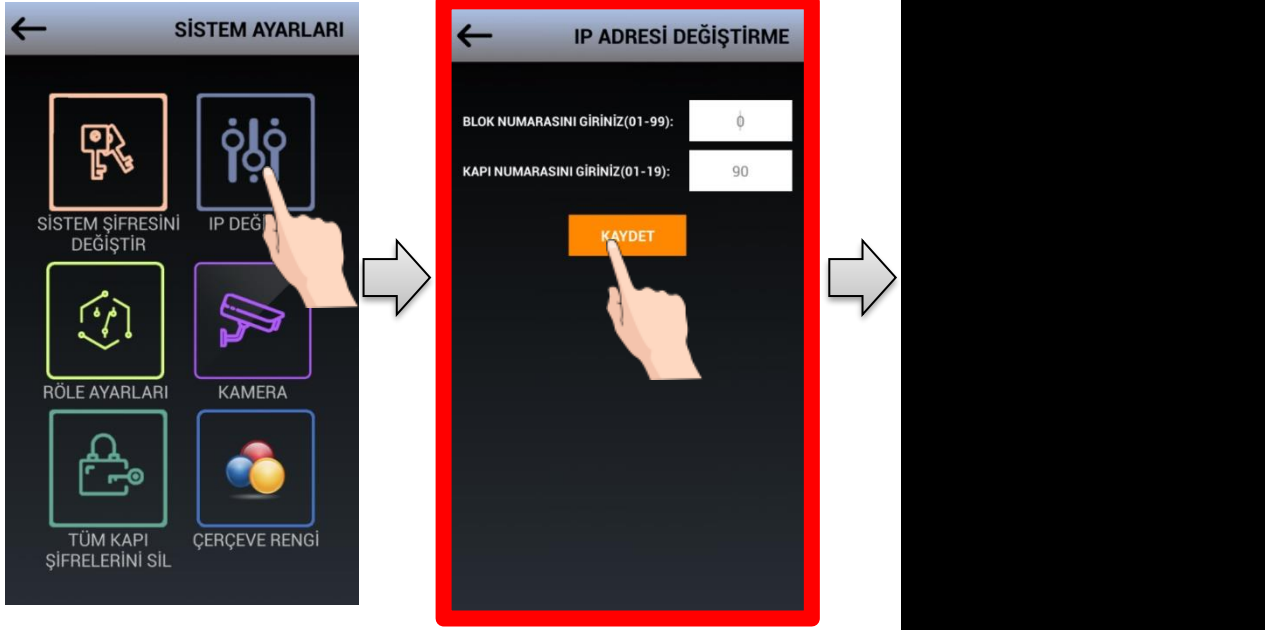 SİSTEM AYARLARI
SİSTEM ŞİFRESİNİ
DEĞİŞTİR
IP DEĞİ
RÖLE AYARLARI
KAMERA
TÜM KAPI
ŞİFRELERİNİ SİL
ÇERÇEVE RENGİ
IP ADRESİ DEĞİŞTİRME
BLOK NUMARASINI GİRİNİZ(01-99):
0
KAPI NUMARASINI GİRİNİZ(01-19):
90
KAYDET